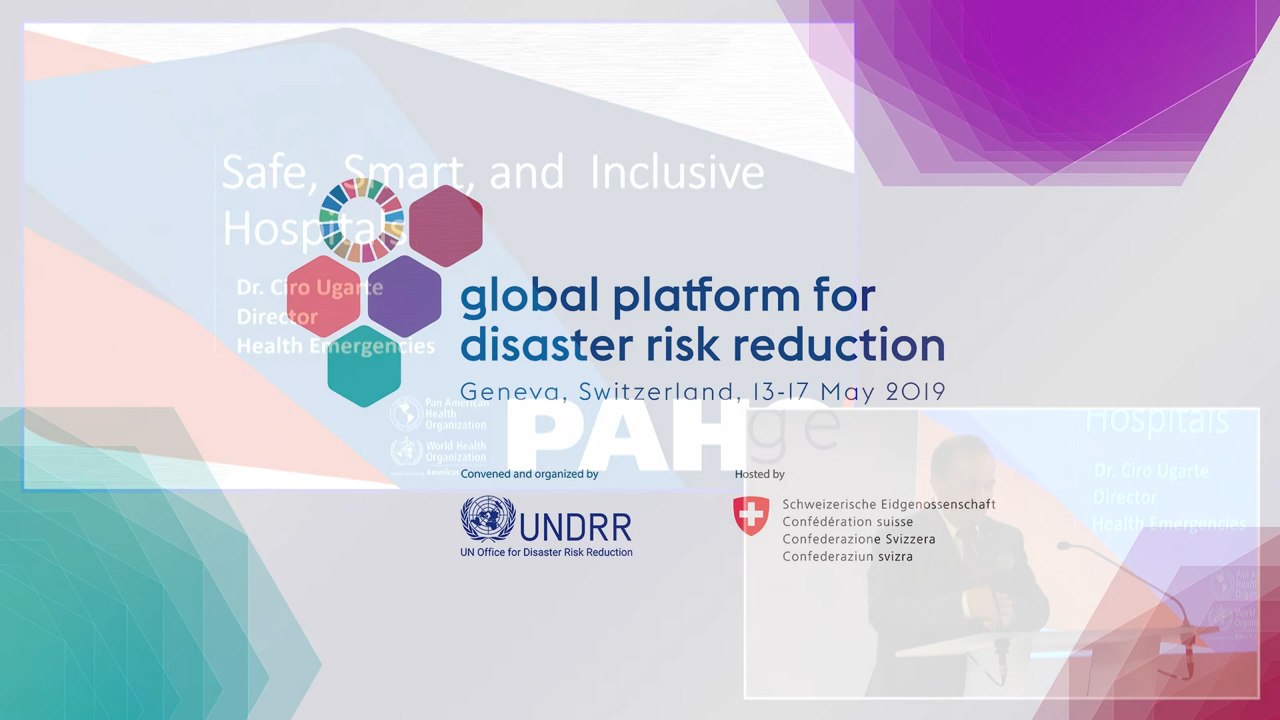 Safe, Smart, and Inclusive
Hospitals
Dr. Ciro Ugarte
Director
Health Emergencies
global platform for
disaster risk reduction
Geneva, Switzerland, 13-17 May 2019
Pan American
Health
Organization
World Health
Organization
PAHO
Convened and organized by
UNDRR
UN Office for Disaster Risk Reduction
Hosted by
Schweizerische Eidgenossenschaft
Confédération suisse
Confederazione Svizzera
Confederaziun svizra
Hospitals
Dr. Ciro Ugarte
Director
Health Emergencies